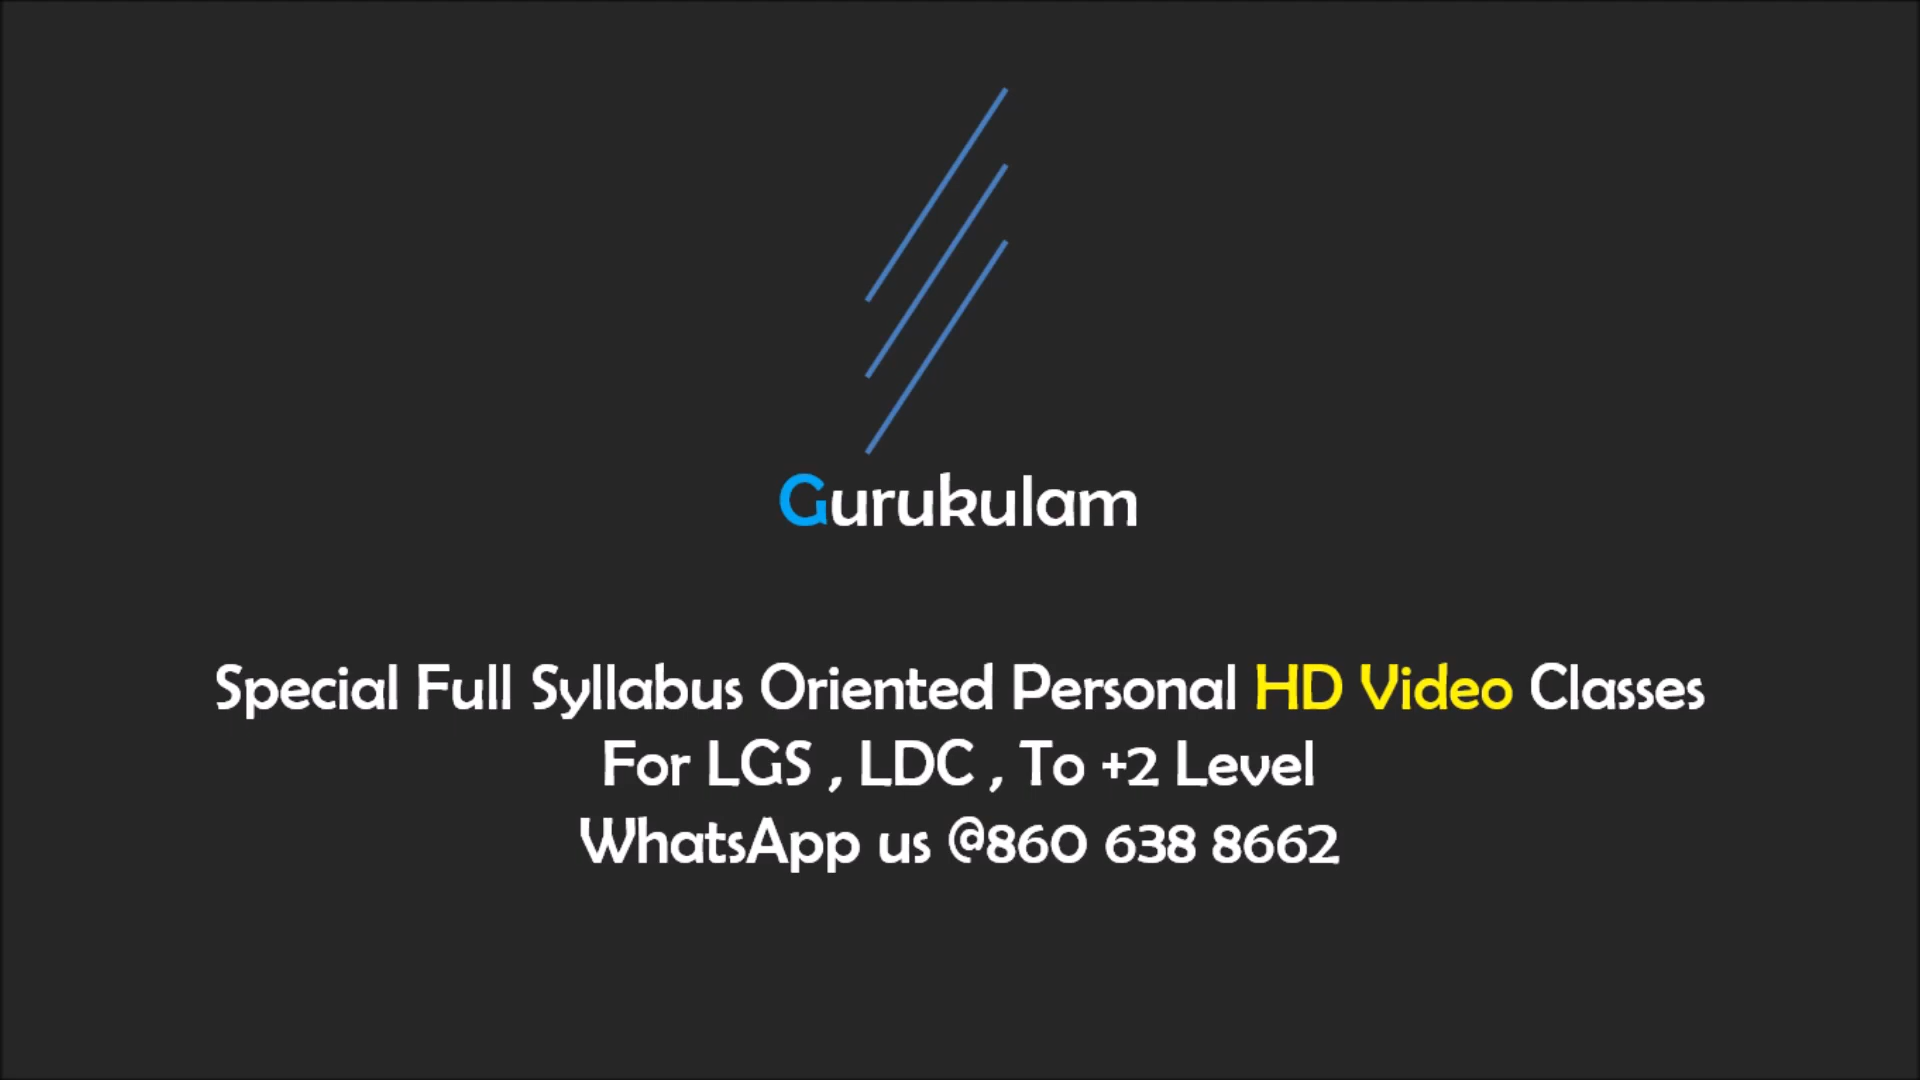 Gurukulam
Special Full Syllabus Oriented Personal HD Video Classes
For LGS , LDC , To +2 Level
WhatsApp us @860 638 8662